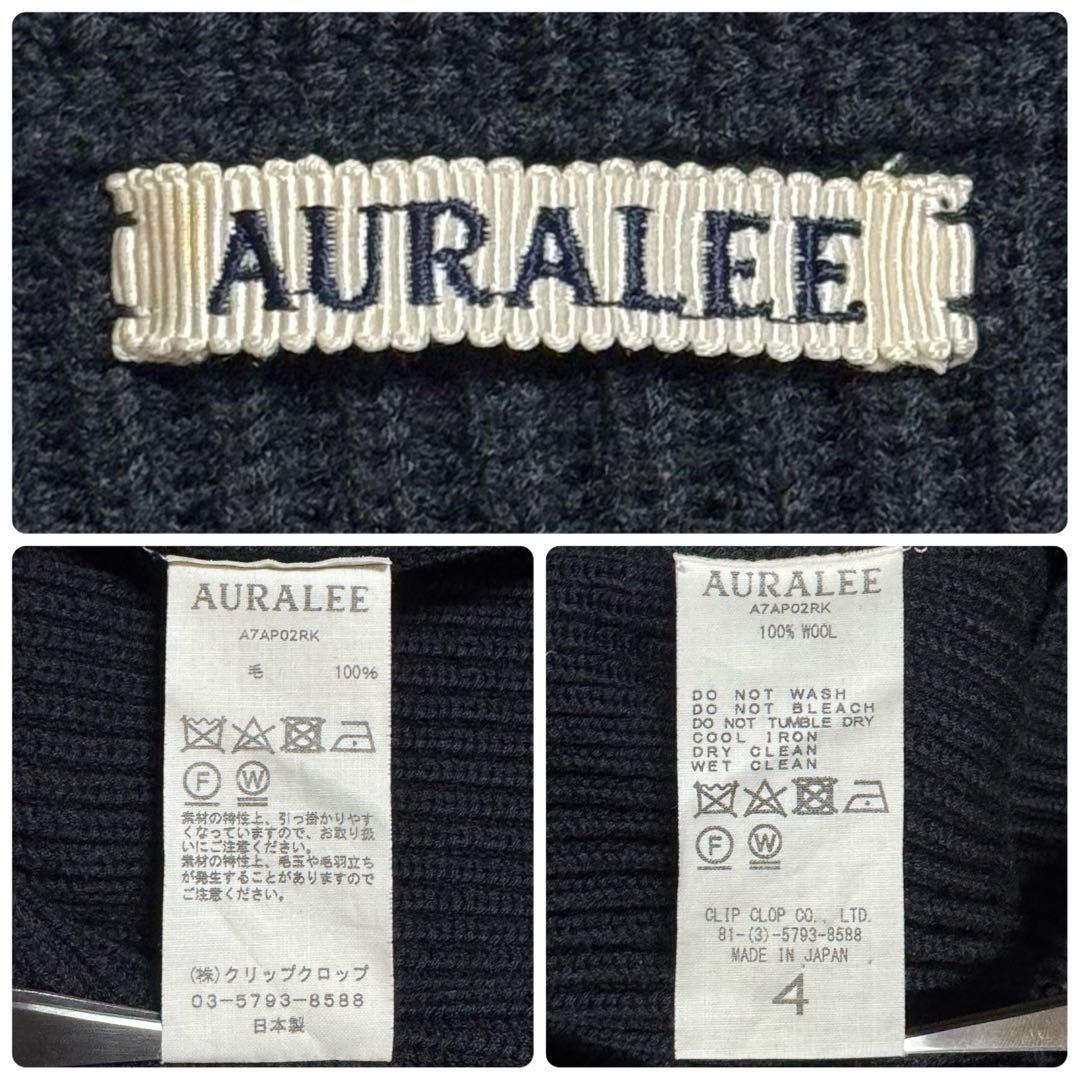 AURALEE
AURALEE
A7AP02RK
毛 100%
F W
素材の特性上、引っ掛かりやす
くなっていますので、お取り扱
いにご注意ください。
素材の特性上、毛玉や毛羽立ち
が発生することがありますので
ご注意ください。
(株)クリップクロップ
03-5793-8588
日本製
AURALEE
A7AP02RK
100% WOOL
DO NOT WASH
DO NOT BLEACH
DO NOT TUMBLE DRY
COOL IRON
DRY CLEAN
WET CLEAN
F W
CLIP CLOP CO., LTD.
81-(3)-5793-8588
MADE IN JAPAN
4